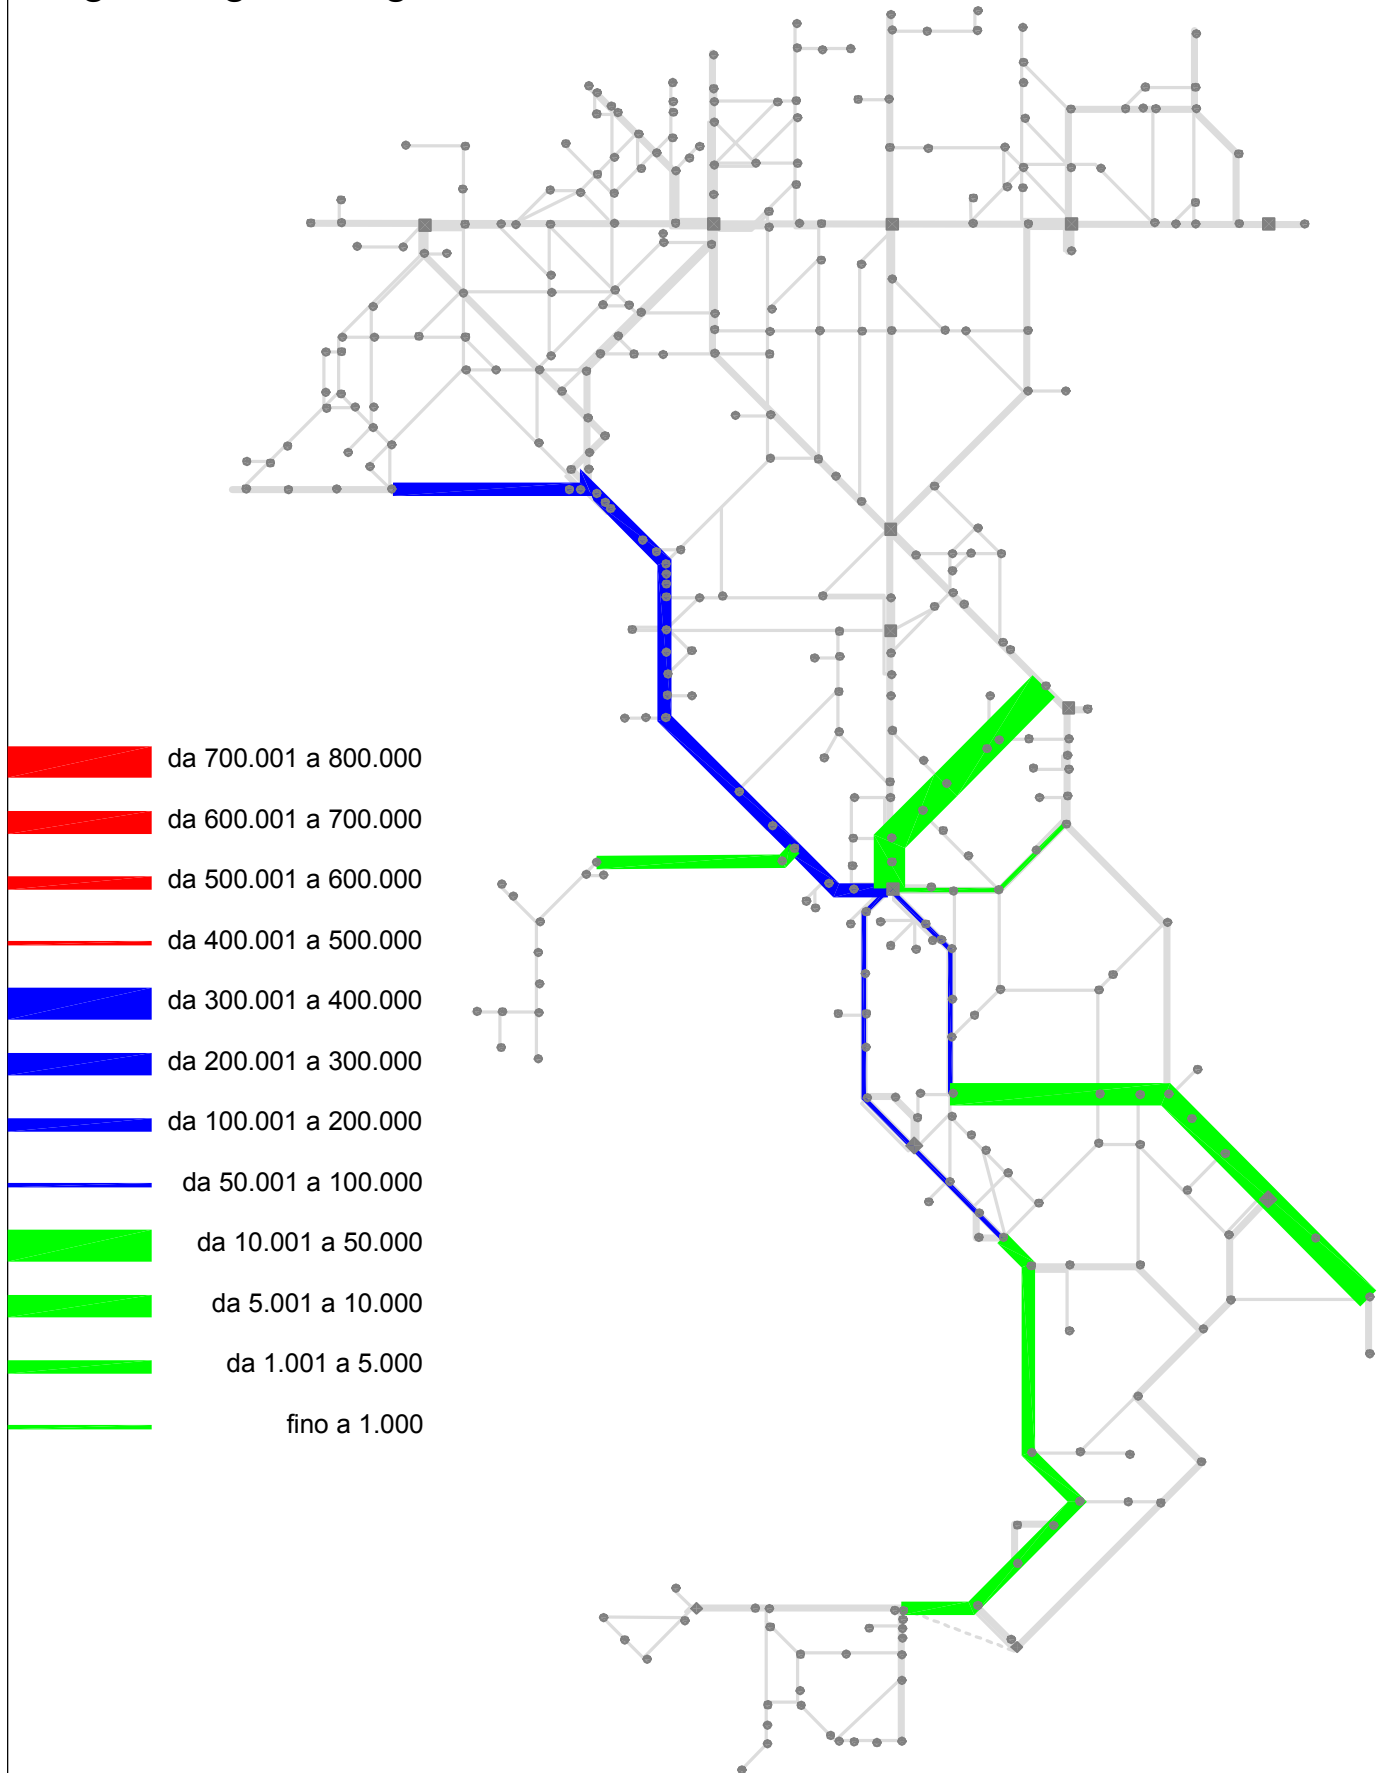 da 700.001 a 800.000
da 600.001 a 700.000
da 500.001 a 600.000
da 400.001 a 500.000
da 300.001 a 400.000
da 200.001 a 300.000
da 100.001 a 200.000
da 50.001 a 100.000
da 10.001 a 50.000
da 5.001 a 10.000
da 1.001 a 5.000
fino a 1.000